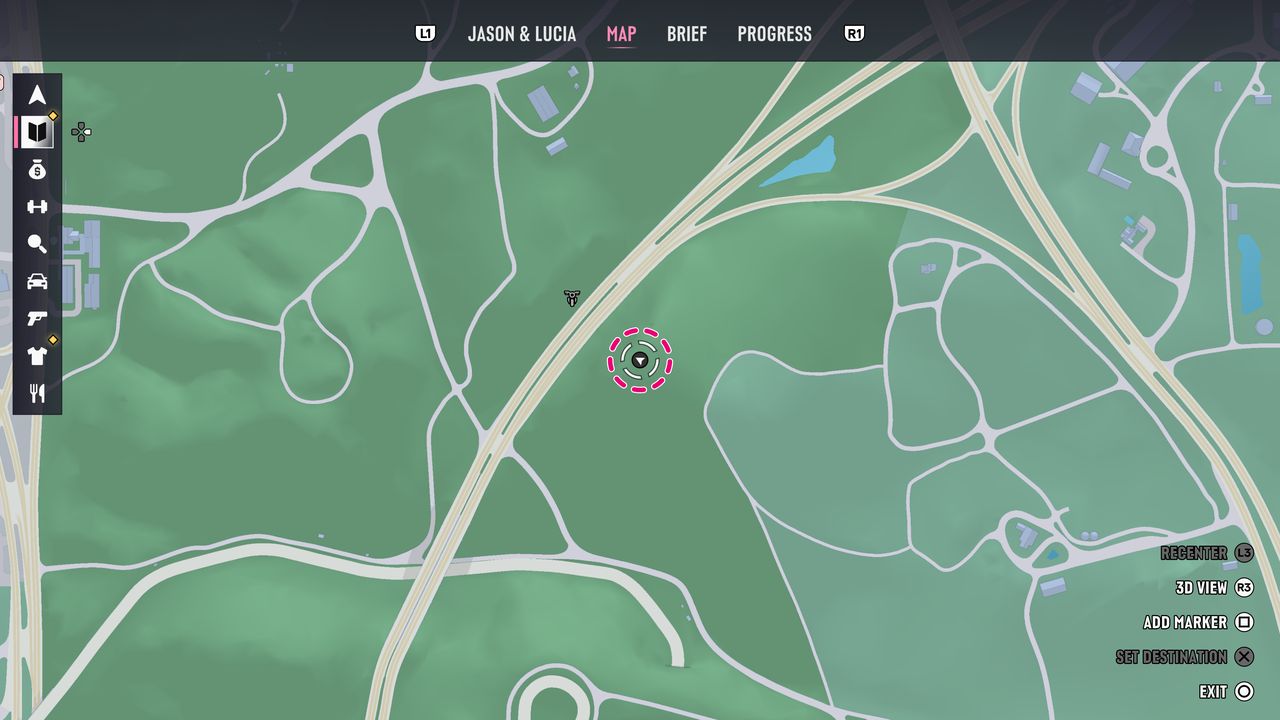 L1 JASON & LUCIA MAP BRIEF PROGRESS R1
RECENTER L3
3D VIEW R3
ADD MARKER
SET DESTINATION
EXIT